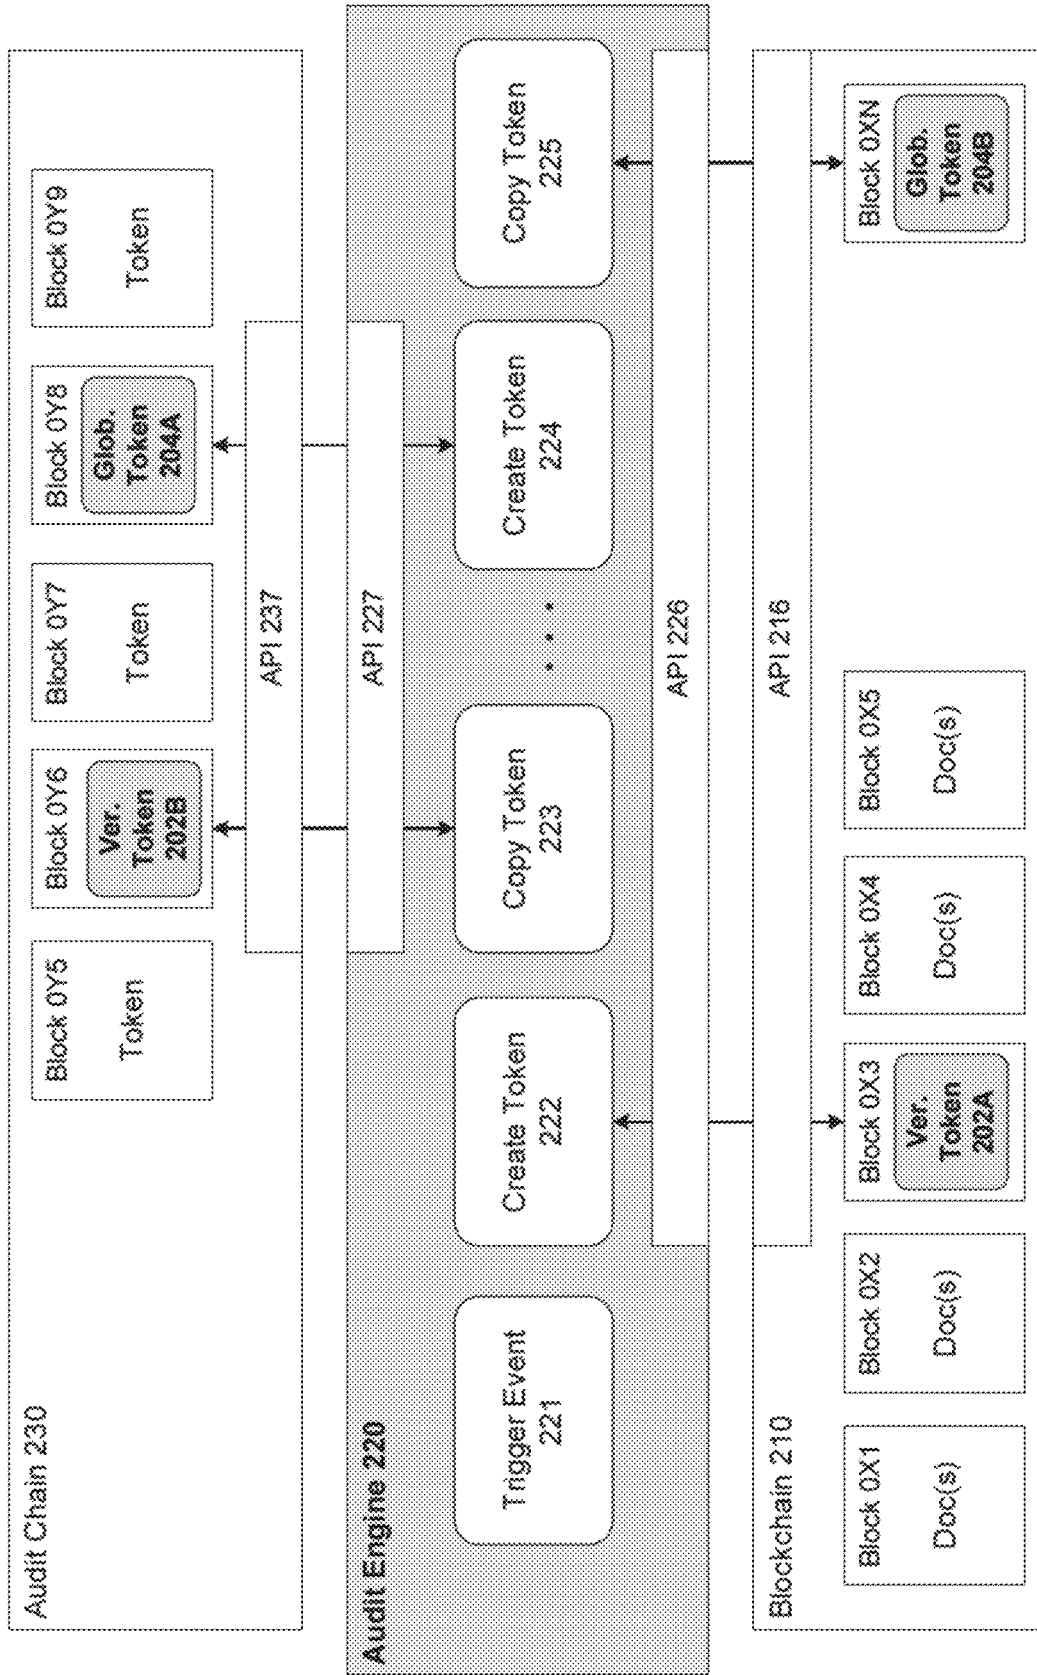 Audit Chain 230
Block 0Y5
Token
Block 0Y6
Ver.
Token
202B
Block 0Y7
Token
Block 0Y8
Glob.
Token
204A
Block 0Y9
Token
API 237
Audit Engine 220
API 227
Trigger Event
221
Create Token
222
Copy Token
223
. . .
Create Token
224
Copy Token
225
API 226
Blockchain 210
API 216
Block 0X1
Doc(s)
Block 0X2
Doc(s)
Block 0X3
Ver.
Token
202A
Block 0X4
Doc(s)
Block 0X5
Doc(s)
Block 0XN
Glob.
Token
204B